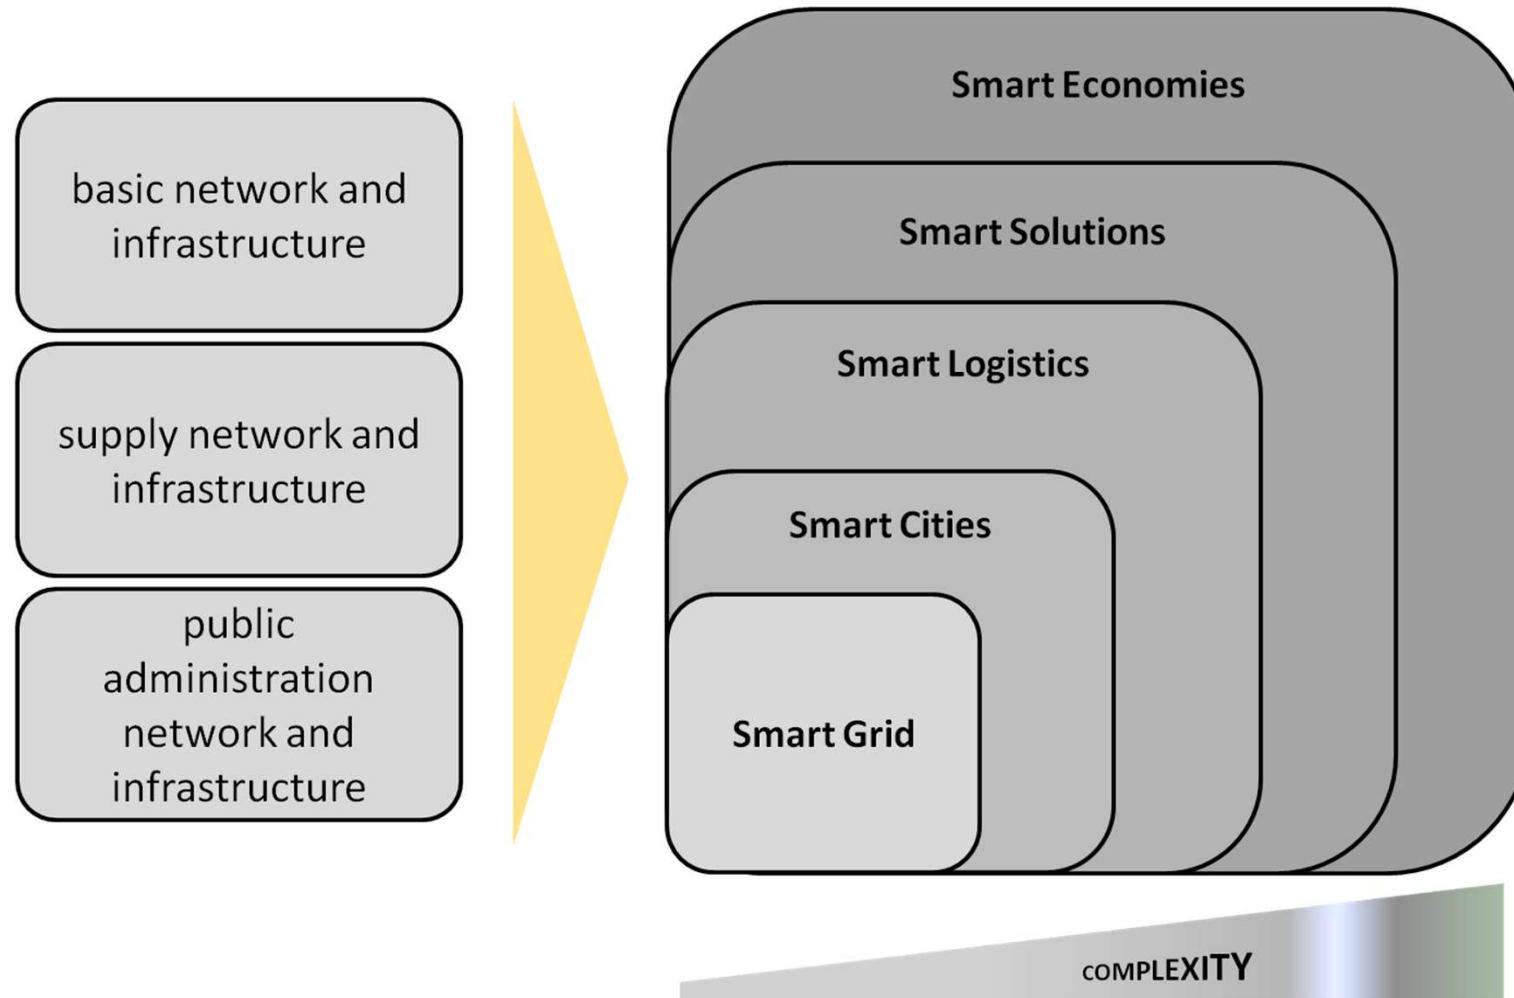 basic network and
infrastructure
supply network and
infrastructure
public
administration
network and
infrastructure
Smart Economies
Smart Solutions
Smart Logistics
Smart Cities
Smart Grid
COMPLEXITY